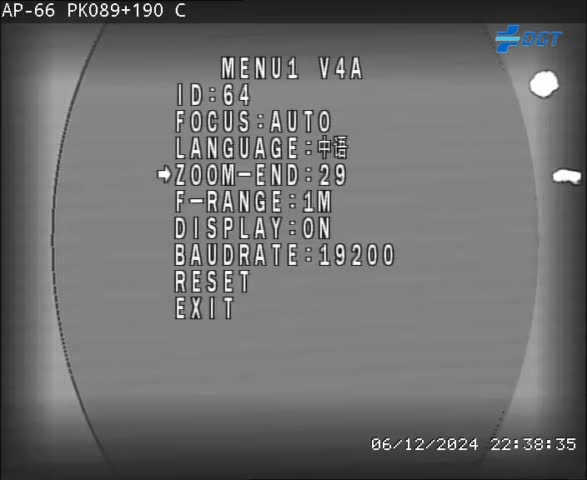 AP-66 PK089+190 C
DGT
MENU1 V4A
ID:64
FOCUS:AUTO
LANGUAGE:中语
ZOOM-END:29
F-RANGE:1M
DISPLAY:ON
BAUDRATE:19200
RESET
EXIT
06/12/2024 22:38:35